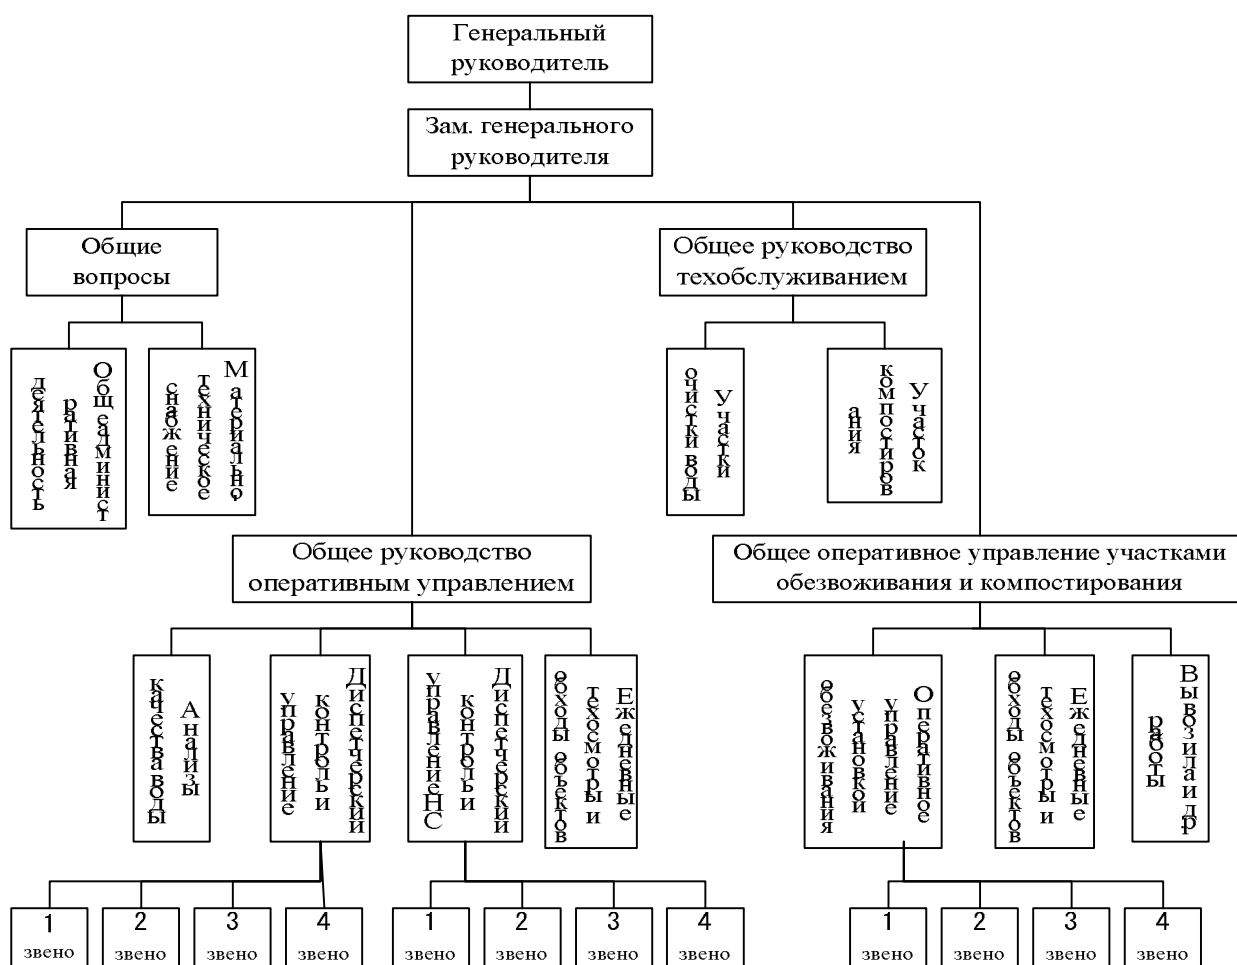 Генеральный
руководитель
Зам. генерального
руководителя
Общие
вопросы
Общее руководство
техобслуживанием
Общеадминист
ративная
деятельность
Материально-
техническое
снабжение
Участки
очистки воды
Участок
компостиров
ания
Общее руководство
оперативным управлением
Общее оперативное управление участками
обезвоживания и компостирования
Анализы
качества воды
Диспетчерский
контроль и
управление
Диспетчерский
контроль и
управление НС
Ежедневные
техосмотры и
обходы объектов
Оперативное
управление
установкой
обезвоживания
Ежедневные
техосмотры и
обходы объектов
Вывоз ила и др
работы
1
звено
2
звено
3
звено
4
звено
1
звено
2
звено
3
звено
4
звено
1
звено
2
звено
3
звено
4
звено